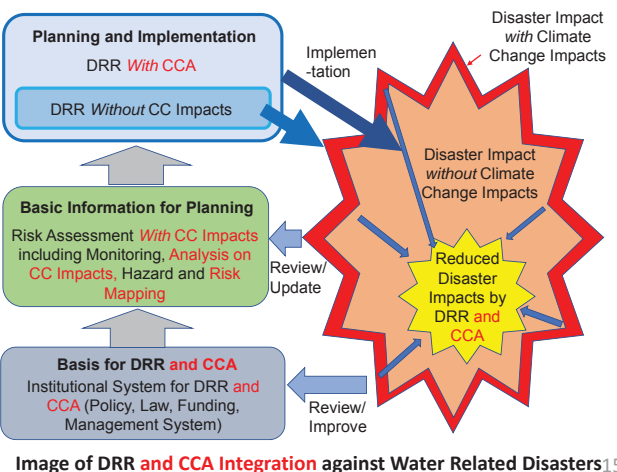 Planning and Implementation
DRR With CCA
DRR Without CC Impacts
Implemen
-tation
Disaster Impact
with Climate
Change Impacts
Disaster Impact
without Climate
Change Impacts
Basic Information for Planning
Risk Assessment With CC Impacts
including Monitoring, Analysis on
CC Impacts, Hazard and Risk
Mapping
Review/
Update
Reduced
Disaster
Impacts by
DRR and
CCA
Basis for DRR and CCA
Institutional System for DRR and
CCA (Policy, Law, Funding,
Management System)
Review/
Improve
Image of DRR and CCA Integration against Water Related Disasters
15